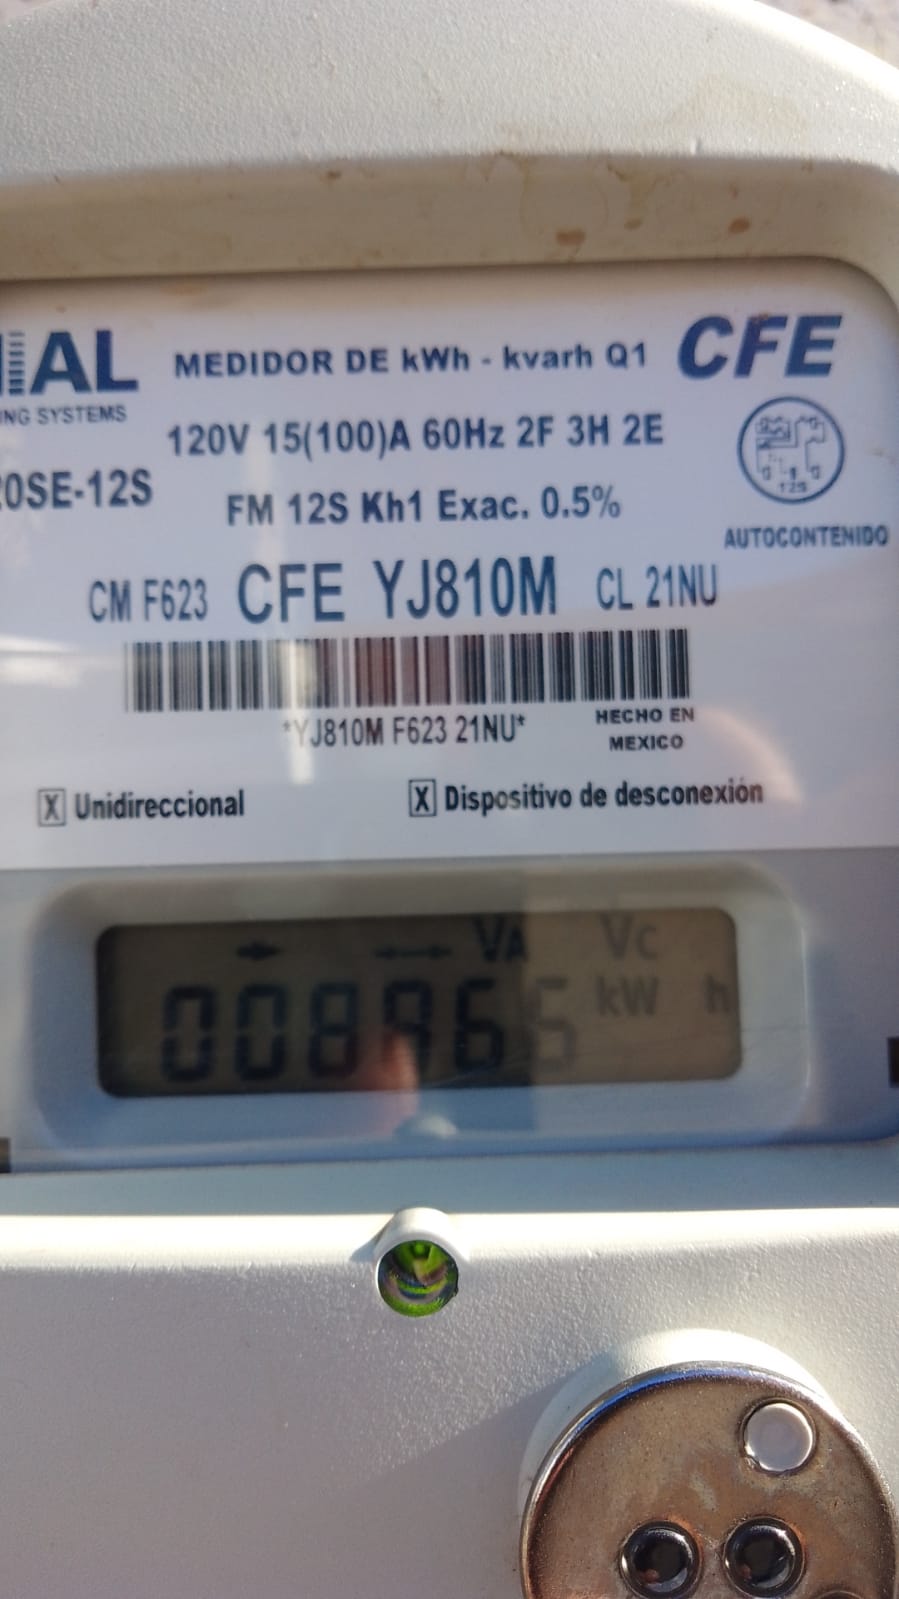 IAL
ING SYSTEMS
MEDIDOR DE kWh - kvarh Q1
CFE
120V 15(100)A 60Hz 2F 3H 2E
0SE-12S
FM 12S Kh1 Exac. 0.5%
12S
AUTOCONTENIDO
CM F623 CFE YJ810M CL 21NU
*YJ810M F623 21NU*
HECHO EN
MEXICO
X Unidireccional
X Dispositivo de desconexión
VA VC
kW h